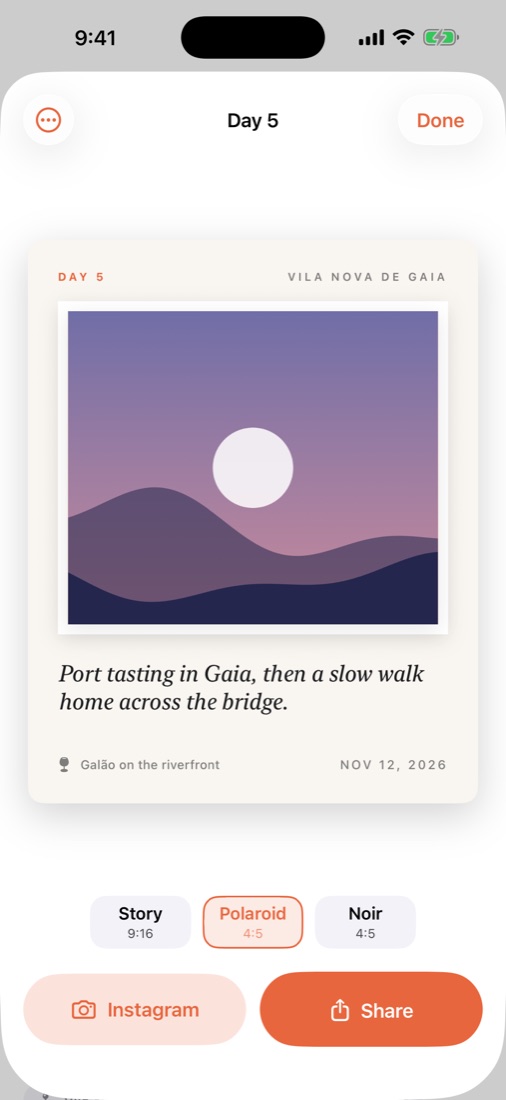 9:41
Day 5
Done
DAY 5
VILA NOVA DE GAIA
Port tasting in Gaia, then a slow walk
home across the bridge.
Galão on the riverfront
NOV 12, 2026
Story
9:16
Polaroid
4:5
Noir
4:5
Instagram
Share